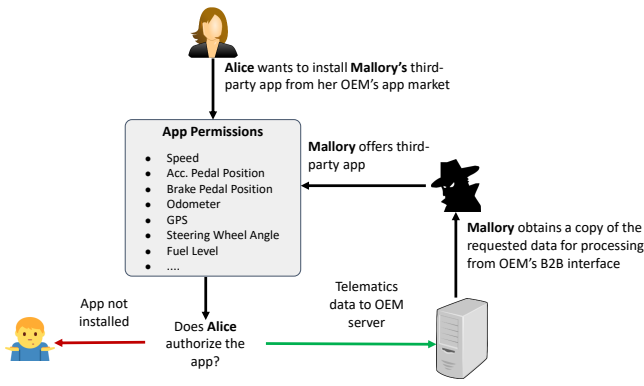 Alice wants to install Mallory's third-
party app from her OEM's app market
App Permissions
• Speed
• Acc. Pedal Position
• Brake Pedal Position
• Odometer
• GPS
• Steering Wheel Angle
• Fuel Level
• ....
Mallory offers third-
party app
Mallory obtains a copy of the
requested data for processing
from OEM's B2B interface
App not
installed
Does Alice
authorize the
app?
Telematics
data to OEM
server